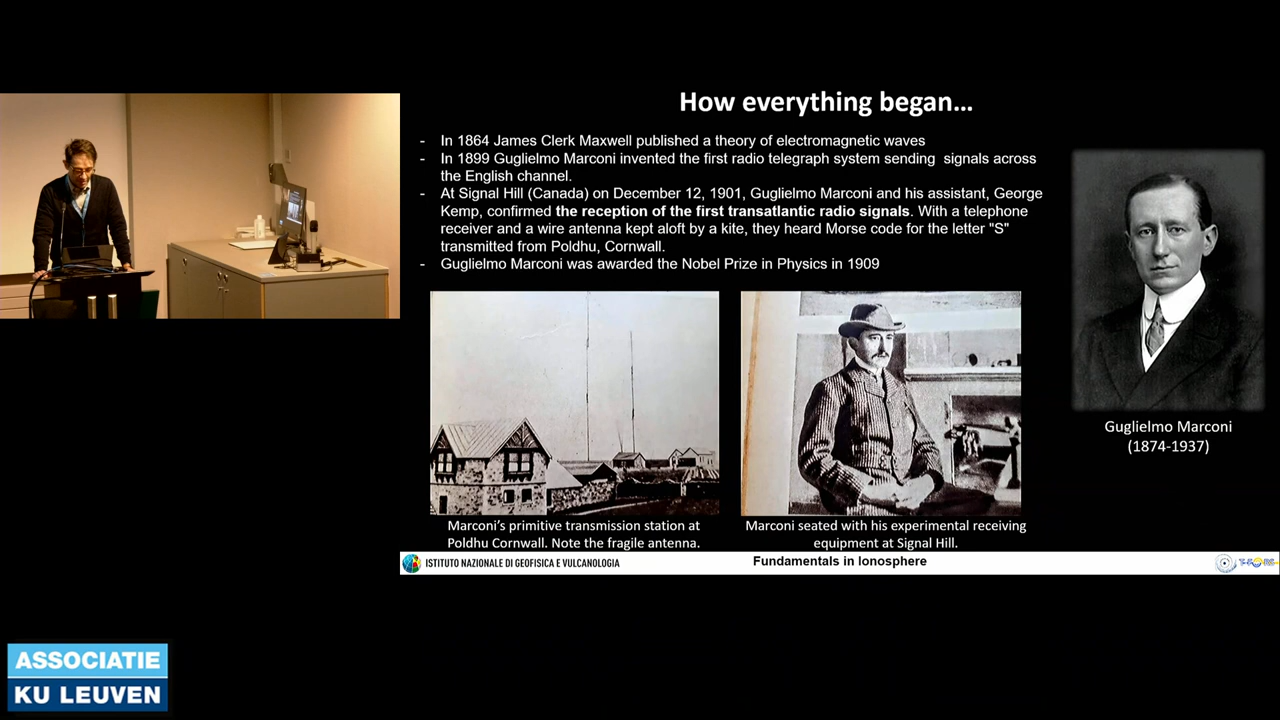 How everything began...
- In 1864 James Clerk Maxwell published a theory of electromagnetic waves
- In 1899 Guglielmo Marconi invented the first radio telegraph system sending signals across
the English channel.
- At Signal Hill (Canada) on December 12, 1901, Guglielmo Marconi and his assistant, George
Kemp, confirmed the reception of the first transatlantic radio signals. With a telephone
receiver and a wire antenna kept aloft by a kite, they heard Morse code for the letter "S"
transmitted from Poldhu, Cornwall.
- Guglielmo Marconi was awarded the Nobel Prize in Physics in 1909
Guglielmo Marconi
(1874-1937)
Marconi's primitive transmission station at
Poldhu Cornwall. Note the fragile antenna.
Marconi seated with his experimental receiving
equipment at Signal Hill.
ISTITUTO NAZIONALE DI GEOFISICA E VULCANOLOGIA
Fundamentals in Ionosphere
ASSOCIATIE
KU LEUVEN